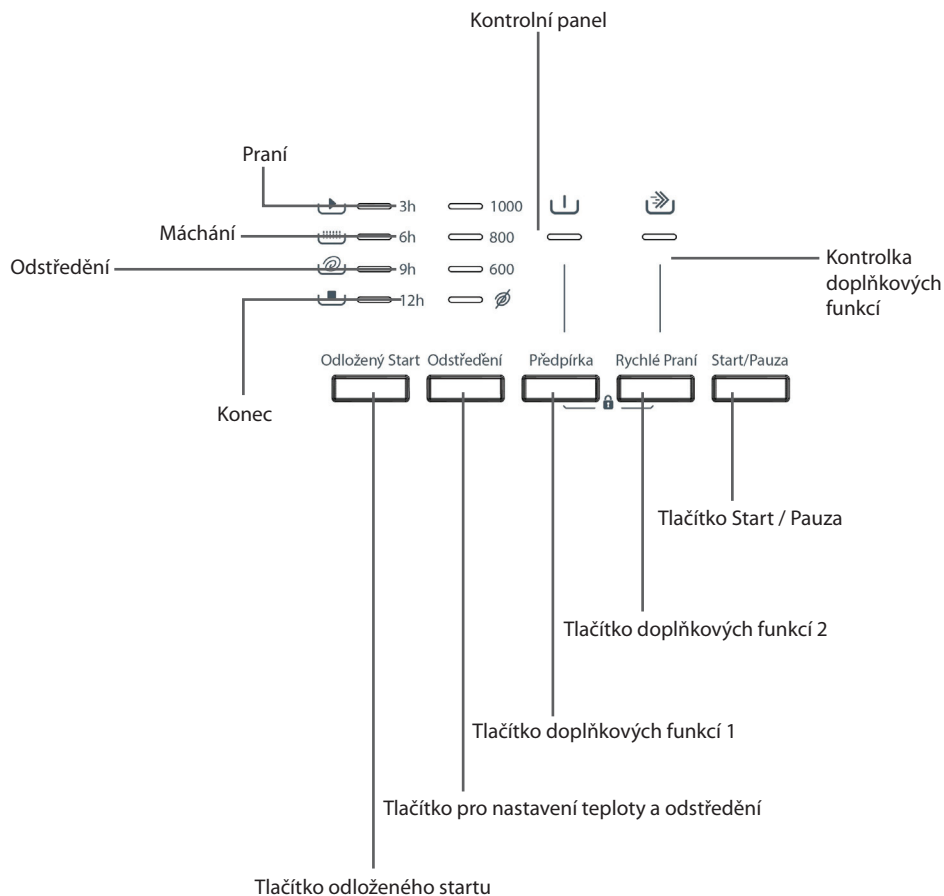 Kontrolní panel
Praní
3h
1000
Máchání
6h
800
Odstředění
9h
600
Kontrolka
doplňkových
funkcí
12h
Odložený Start
Odstředění
Předpírka
Rychlé Praní
Start/Pauza
Konec
Tlačítko Start / Pauza
Tlačítko doplňkových funkcí 2
Tlačítko doplňkových funkcí 1
Tlačítko pro nastavení teploty a odstředění
Tlačítko odloženého startu